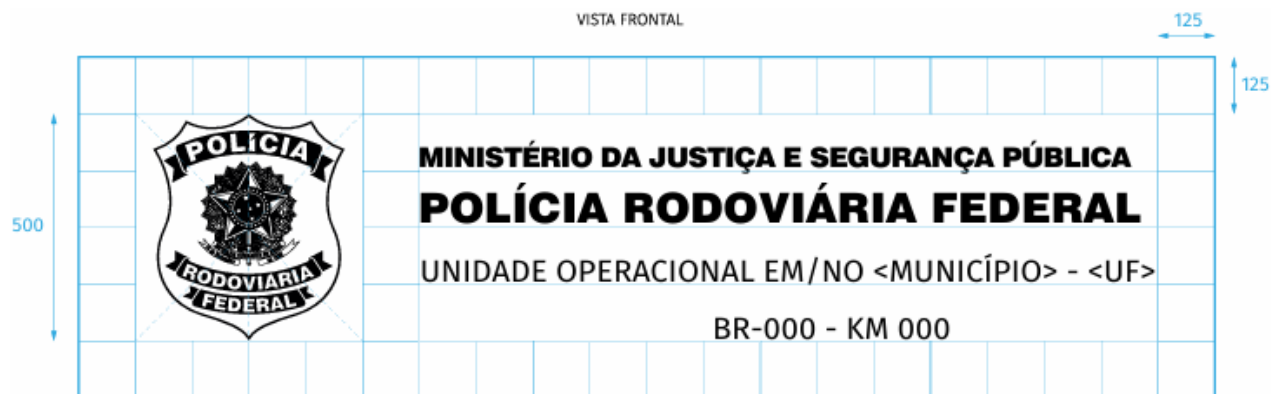 VISTA FRONTAL
125
125
500
POLÍCIA
RODOVIÁRIA
FEDERAL
MINISTÉRIO DA JUSTIÇA E SEGURANÇA PÚBLICA
POLÍCIA RODOVIÁRIA FEDERAL
UNIDADE OPERACIONAL EM/NO <MUNICÍPIO> - <UF>
BR-000 - KM 000